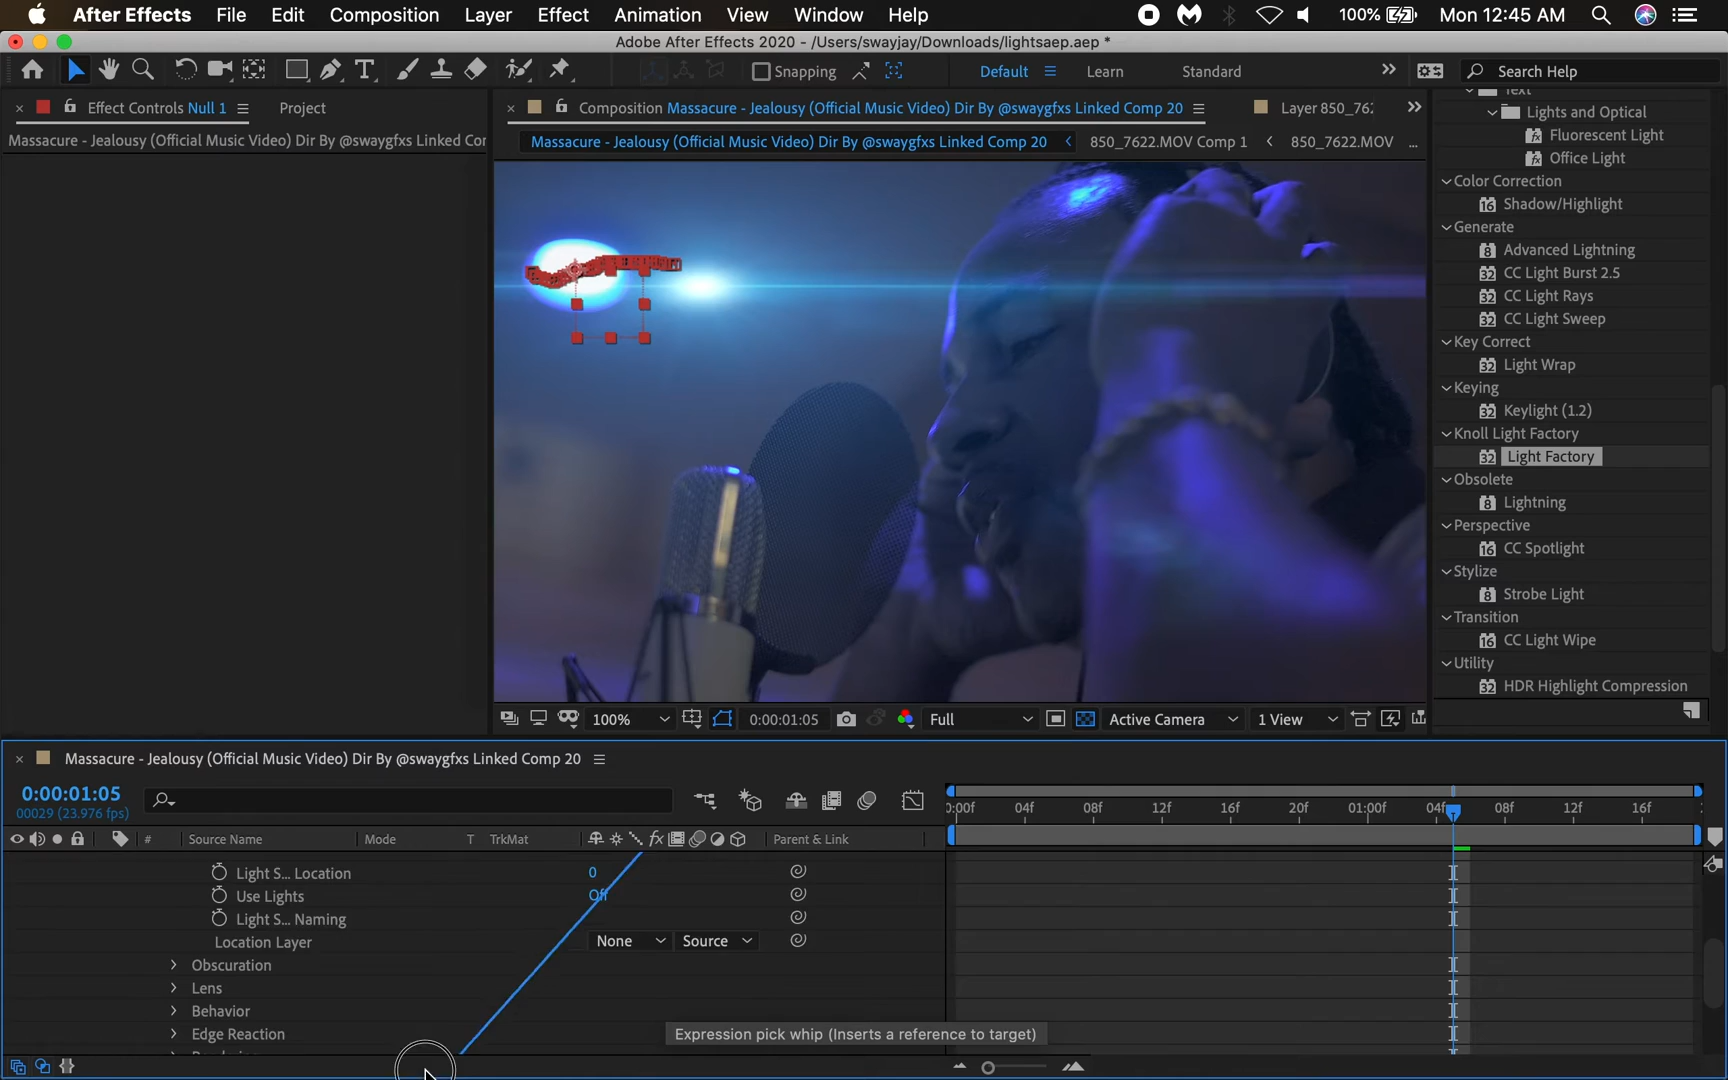 After Effects File Edit Composition Layer Effect Animation View Window Help 100% Mon 12:45 AM
Adobe After Effects 2020 - /Users/swayjay/Downloads/lightsaep.aep *
Snapping Default Learn Standard Search Help
Effect Controls Null 1 Project
Composition Massacure - Jealousy (Official Music Video) Dir By @swaygfxs Linked Comp 20 Layer 850_762
Massacure - Jealousy (Official Music Video) Dir By @swaygfxs Linked Cor
Massacure - Jealousy (Official Music Video) Dir By @swaygfxs Linked Comp 20 850_7622.MOV Comp 1 850_7622.MOV ...
Text
Lights and Optical
Fluorescent Light
Office Light
Color Correction
Shadow/Highlight
Generate
Advanced Lightning
CC Light Burst 2.5
CC Light Rays
CC Light Sweep
Key Correct
Light Wrap
Keying
Keylight (1.2)
Knoll Light Factory
Light Factory
Obsolete
Lightning
Perspective
CC Spotlight
Stylize
Strobe Light
Transition
CC Light Wipe
Utility
HDR Highlight Compression
100% 0:00:01:05 Full Active Camera 1 View
Massacure - Jealousy (Official Music Video) Dir By @swaygfxs Linked Comp 20
0:00:01:05
00029 (23.976 fps)
0:00f 04f 08f 12f 16f 20f 01:00f 04f 08f 12f 16f
# Source Name Mode T TrkMat fx Parent & Link
Light S... Location 0
Use Lights Off
Light S... Naming
Location Layer None Source
Obscuration
Lens
Behavior
Edge Reaction
Expression pick whip (Inserts a reference to target)